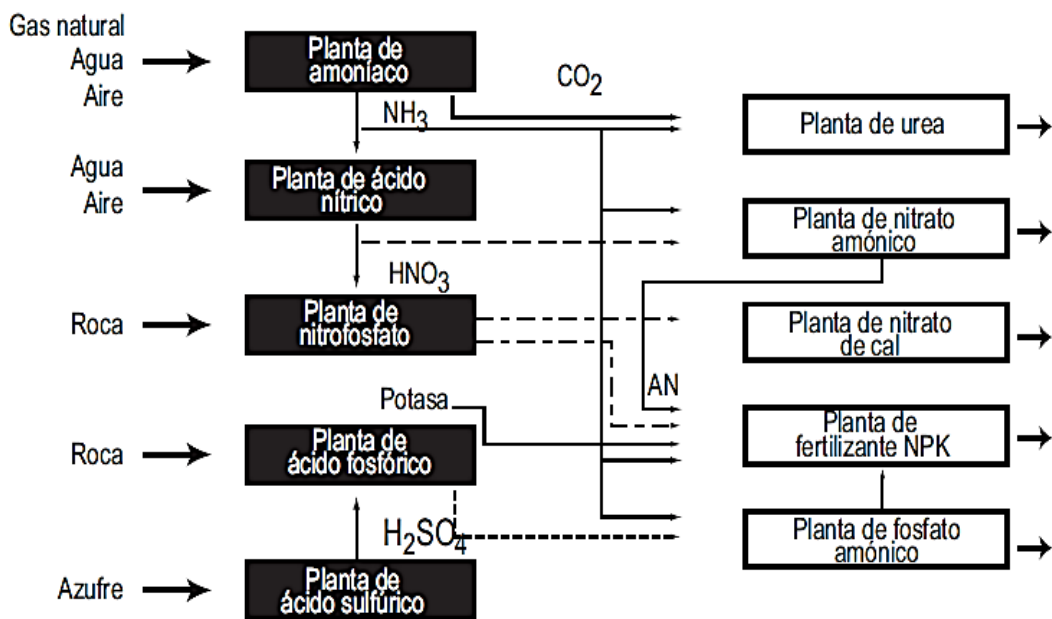 Gas natural
Agua
Aire
Planta de
amoníaco
CO2
NH3
Planta de urea
Agua
Aire
Planta de ácido
nítrico
Planta de nitrato
amónico
HNO3
Roca
Planta de
nitrofosfato
Planta de nitrato
de cal
AN
Potasa
Roca
Planta de
ácido fosfórico
Planta de
fertilizante NPK
H2SO4
Planta de fosfato
amónico
Azufre
Planta de
ácido sulfúrico